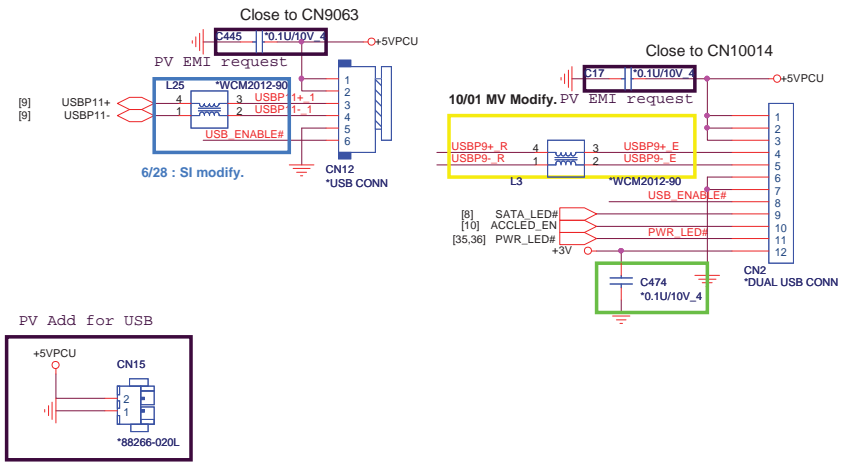 Close to CN9063
C445
*0.1U/10V_4
+5VPCU
PV EMI request
L25
*WCM2012-90
[9] USBP11+
4 3 USBP11+_1
[9] USBP11-
1 2 USBP11-_1
USB_ENABLE#
1
2
3
4
5
6
CN12
*USB CONN
6/28 : SI modify.
Close to CN10014
C17
*0.1U/10V_4
+5VPCU
10/01 MV Modify. PV EMI request
USBP9+_R 4 3 USBP9+_E
USBP9-_R 1 2 USBP9-_E
L3
*WCM2012-90
USB_ENABLE#
[8] SATA_LED#
[10] ACCLED_EN
[35,36] PWR_LED#
PWR_LED#
+3V
1
2
3
4
5
6
7
8
9
10
11
12
CN2
*DUAL USB CONN
C474
*0.1U/10V_4
PV Add for USB
+5VPCU
CN15
2
1
*88266-020L